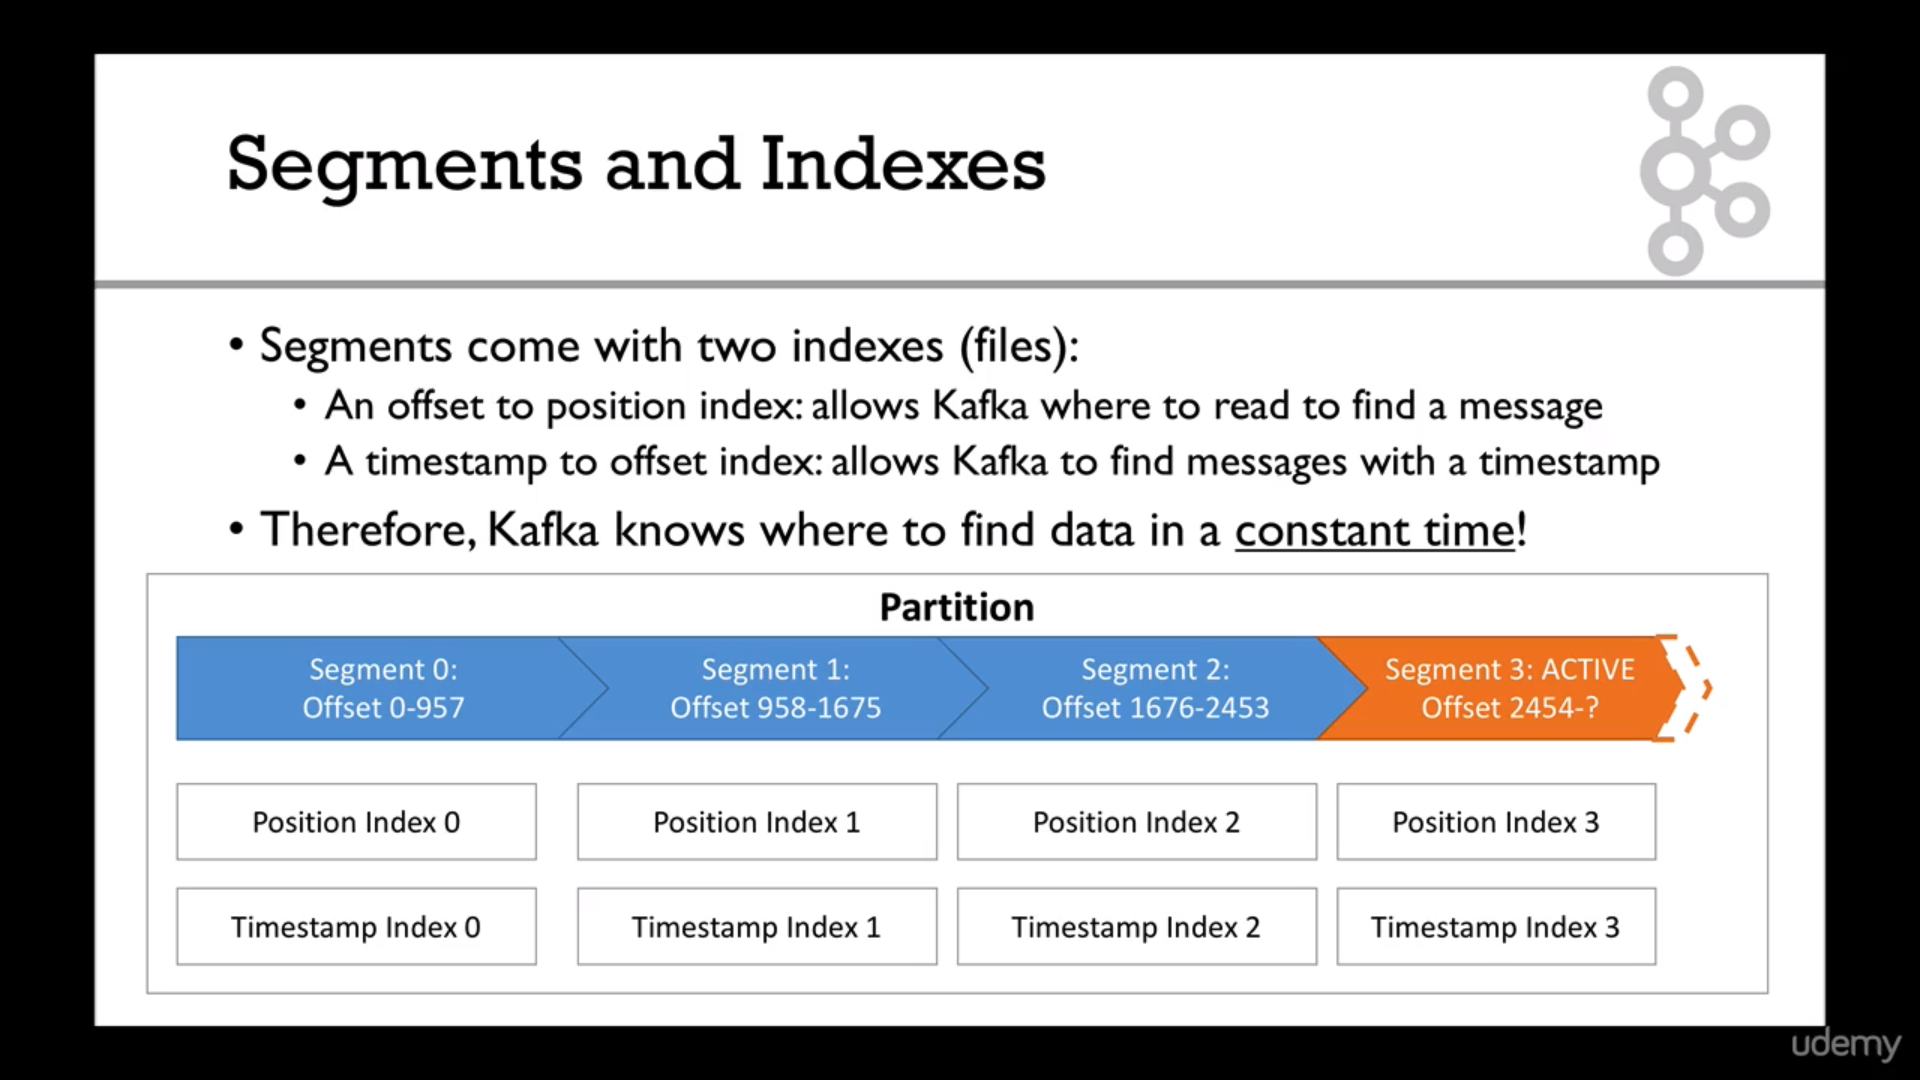 Segments and Indexes
• Segments come with two indexes (files):
• An offset to position index: allows Kafka where to read to find a message
• A timestamp to offset index: allows Kafka to find messages with a timestamp
• Therefore, Kafka knows where to find data in a constant time!
Partition
Segment 0:
Offset 0-957
Segment 1:
Offset 958-1675
Segment 2:
Offset 1676-2453
Segment 3: ACTIVE
Offset 2454-?
Position Index 0
Position Index 1
Position Index 2
Position Index 3
Timestamp Index 0
Timestamp Index 1
Timestamp Index 2
Timestamp Index 3
udemy